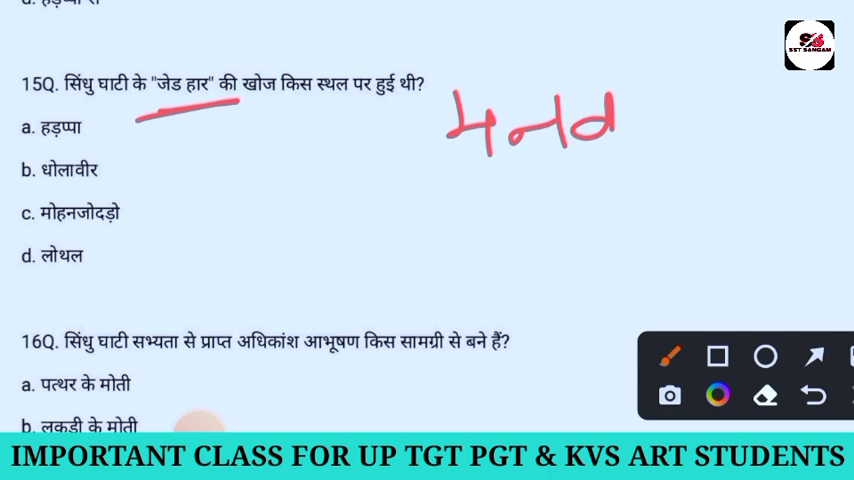 15Q. सिंधु घाटी के "जेड हार" की खोज किस स्थल पर हुई थी?
a. हड़प्पा
b. धोलावीर
c. मोहनजोदड़ो
d. लोथल
16Q. सिंधु घाटी सभ्यता से प्राप्त अधिकांश आभूषण किस सामग्री से बने हैं?
a. पत्थर के मोती
b. लकड़ी के मोती
SST SANGAM
IMPORTANT CLASS FOR UP TGT PGT & KVS ART STUDENTS